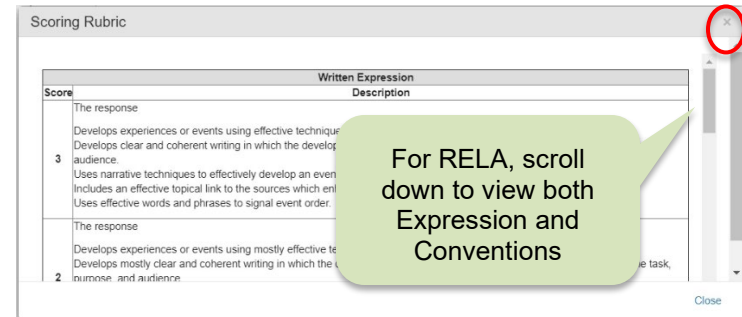 Scoring Rubric
×
Written Expression
Score Description
The response
Develops experiences or events using effective technique
Develops clear and coherent writing in which the develop
3 audience.
Uses narrative techniques to effectively develop an even
Includes an effective topical link to the sources which en
Uses effective words and phrases to signal event order.
The response
Develops experiences or events using mostly effective te
Develops mostly clear and coherent writing in which the e task,
2 purpose, and audience
For RELA, scroll
down to view both
Expression and
Conventions
Close